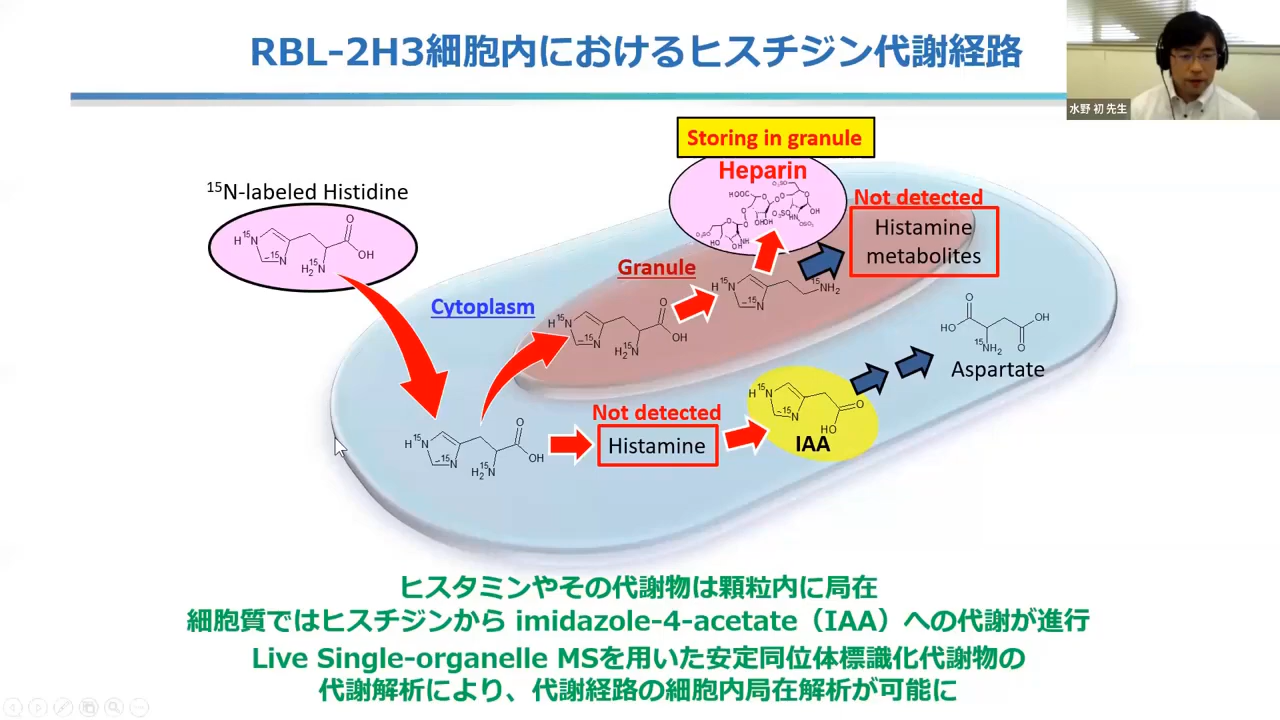 RBL-2H3細胞内におけるヒスチジン代謝経路
水野 初 先生
Storing in granule
Heparin
15N-labeled Histidine
Not detected
Histamine
metabolites
Granule
Cytoplasm
Aspartate
Not detected
Histamine
IAA
ヒスタミンやその代謝物は顆粒内に局在
細胞質ではヒスチジンから imidazole-4-acetate（IAA）への代謝が進行
Live Single-organelle MSを用いた安定同位体標識化代謝物の
代謝解析により、代謝経路の細胞内局在解析が可能に